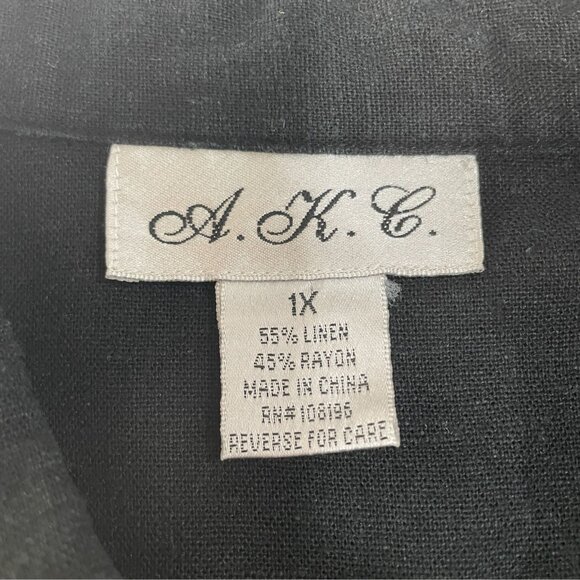 A. K. C.
1X
55% LINEN
45% RAYON
MADE IN CHINA
RN# 108196
REVERSE FOR CARE